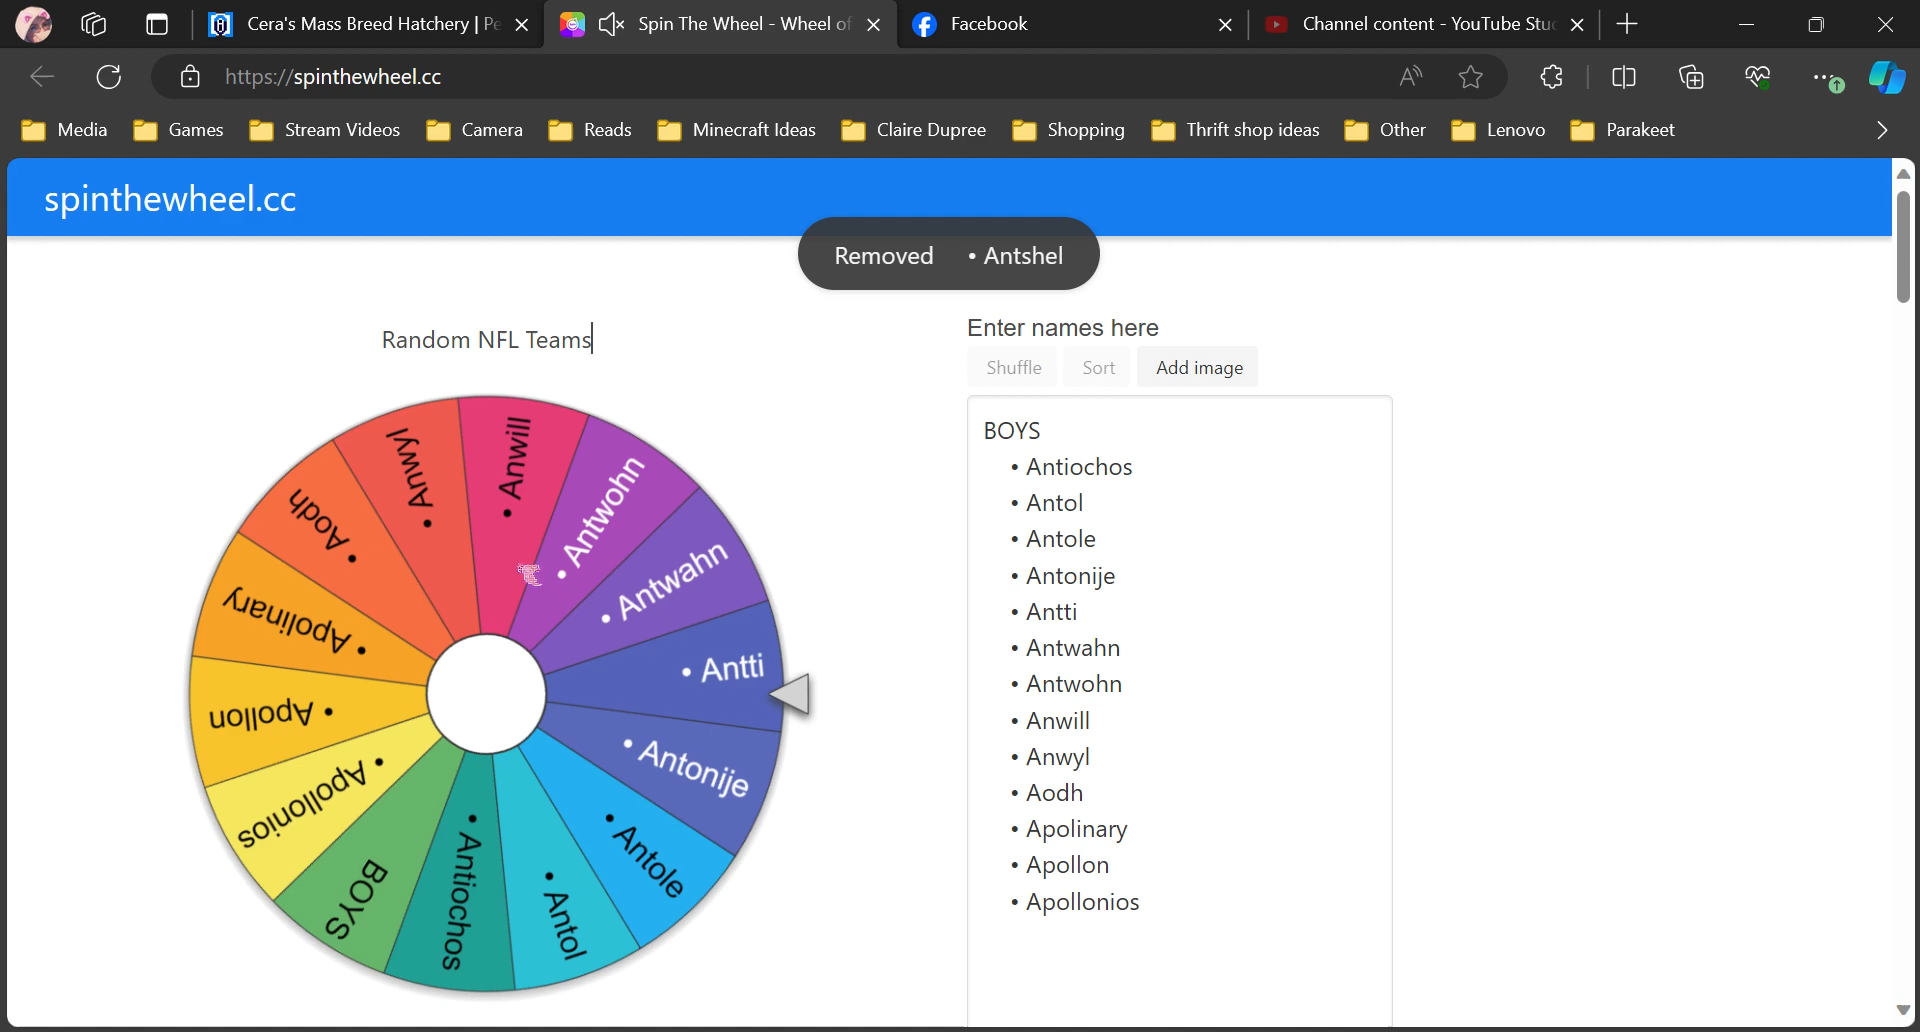 Cera's Mass Breed Hatchery | Pe
Spin The Wheel - Wheel of
Facebook
Channel content - YouTube Stu
https://spinthewheel.cc
Media
Games
Stream Videos
Camera
Reads
Minecraft Ideas
Claire Dupree
Shopping
Thrift shop ideas
Other
Lenovo
Parakeet
spinthewheel.cc
Removed • Antshel
Random NFL Teams
Enter names here
Shuffle
Sort
Add image
BOYS
• Antiochos
• Antol
• Antole
• Antonije
• Antti
• Antwahn
• Antwohn
• Anwill
• Anwyl
• Aodh
• Apolinary
• Apollon
• Apollonios
• Anwill
• Antwohn
• Antwahn
• Antti
• Antonije
• Antole
• Antol
• Antiochos
BOYS
• Apollonios
• Apollon
• Apolinary
• Aodh
• Anwyl